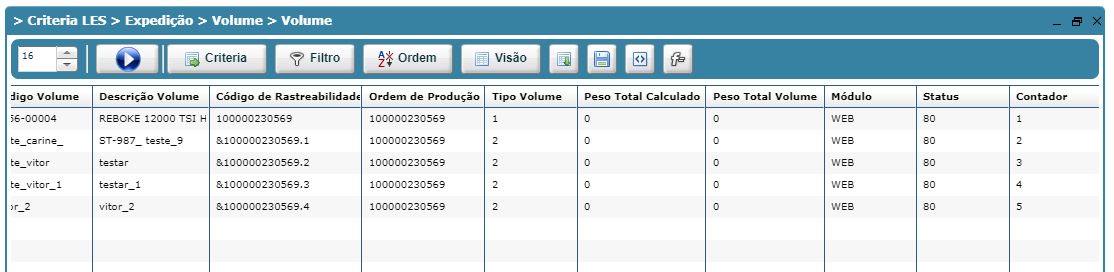 > Criteria LES > Expedição > Volume > Volume
16 Criteria Filtro Ordem Visão
digo Volume Descrição Volume Código de Rastreabilidade Ordem de Produção Tipo Volume Peso Total Calculado Peso Total Volume Módulo Status Contador
56-00004 REBOKE 12000 TSI H 100000230569 100000230569 1 0 0 WEB 80 1
te_carine_ ST-987_ teste_9 &100000230569.1 100000230569 2 0 0 WEB 80 2
te_vitor testar &100000230569.2 100000230569 2 0 0 WEB 80 3
te_vitor_1 testar_1 &100000230569.3 100000230569 2 0 0 WEB 80 4
or_2 vitor_2 &100000230569.4 100000230569 2 0 0 WEB 80 5